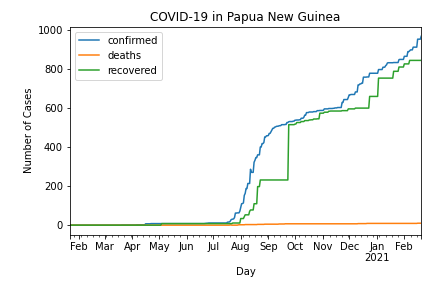 COVID-19 in Papua New Guinea
confirmed
deaths
recovered
1000
800
600
400
200
0
Number of Cases
Feb Mar Apr May Jun Jul Aug Sep Oct Nov Dec Jan Feb
2021
Day